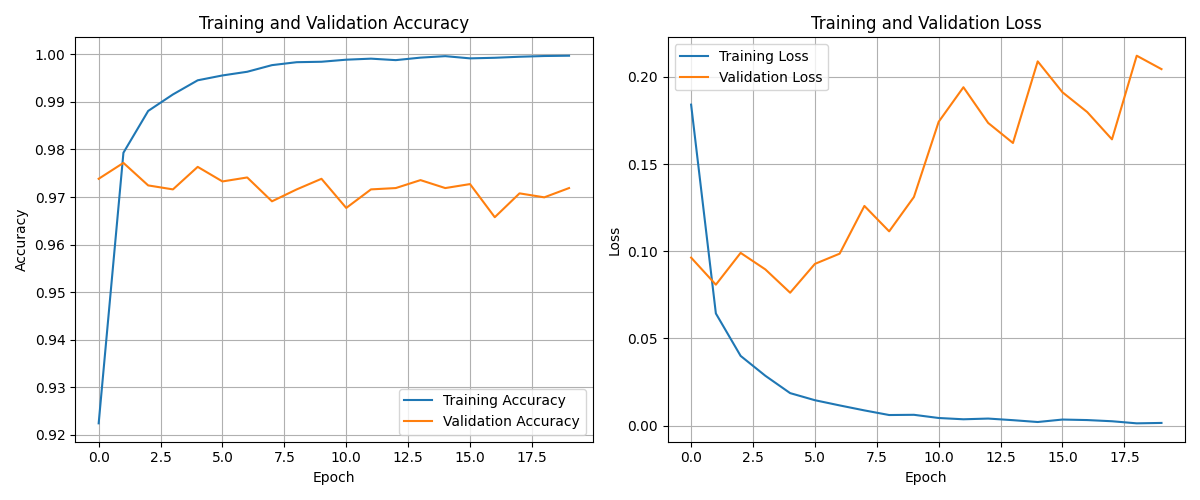 Training and Validation Accuracy
1.00
0.99
0.98
0.97
0.96
0.95
0.94
0.93
0.92
Accuracy
0.0 2.5 5.0 7.5 10.0 12.5 15.0 17.5
Epoch
Training Accuracy
Validation Accuracy
Training and Validation Loss
Training Loss
Validation Loss
0.20
0.15
0.10
0.05
0.00
Loss
0.0 2.5 5.0 7.5 10.0 12.5 15.0 17.5
Epoch